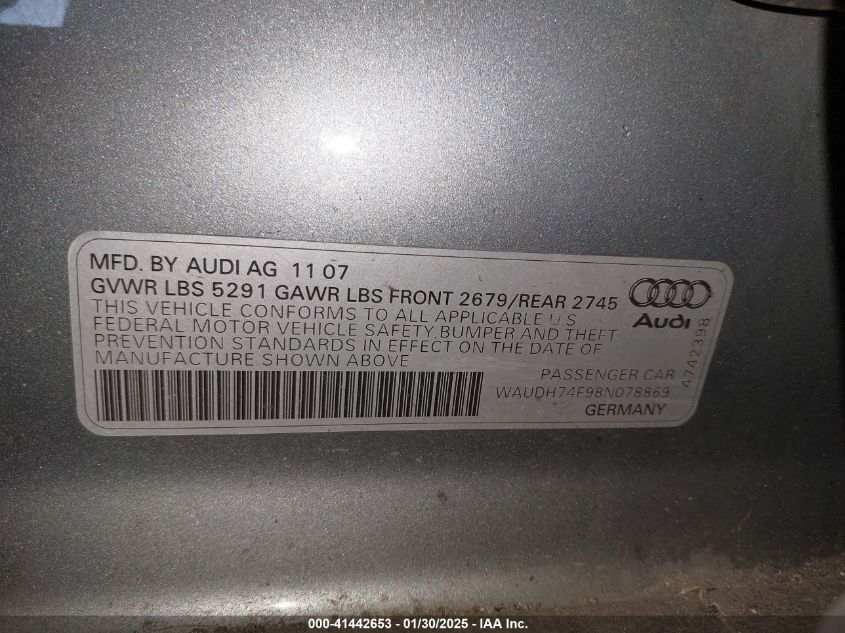 MFD. BY AUDI AG 11 07
GVWR LBS 5291 GAWR LBS FRONT 2679/REAR 2745
THIS VEHICLE CONFORMS TO ALL APPLICABLE U.S
FEDERAL MOTOR VEHICLE SAFETY, BUMPER AND THEFT
PREVENTION STANDARDS IN EFFECT ON THE DATE OF
MANUFACTURE SHOWN ABOVE
Audi
4742398
PASSENGER CAR
WAUDH74F98N078869
GERMANY
000-41442653 - 01/30/2025 - IAA Inc.